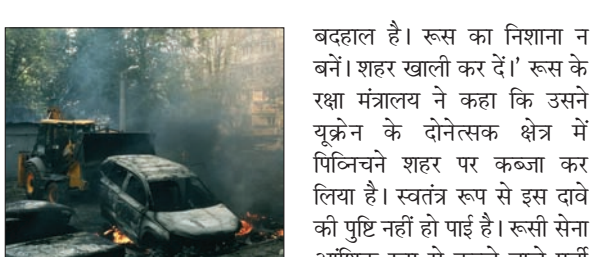 बदहाल है। रूस का निशाना न
बनें। शहर खाली कर दें।’ रूस के
रक्षा मंत्रालय ने कहा कि उसने
यूक्रेन के दोनेत्सक क्षेत्र में
पिव्निचने शहर पर कब्जा कर
लिया है। स्वतंत्र रूप से इस दावे
की पुष्टि नहीं हो पाई है। रूसी सेना